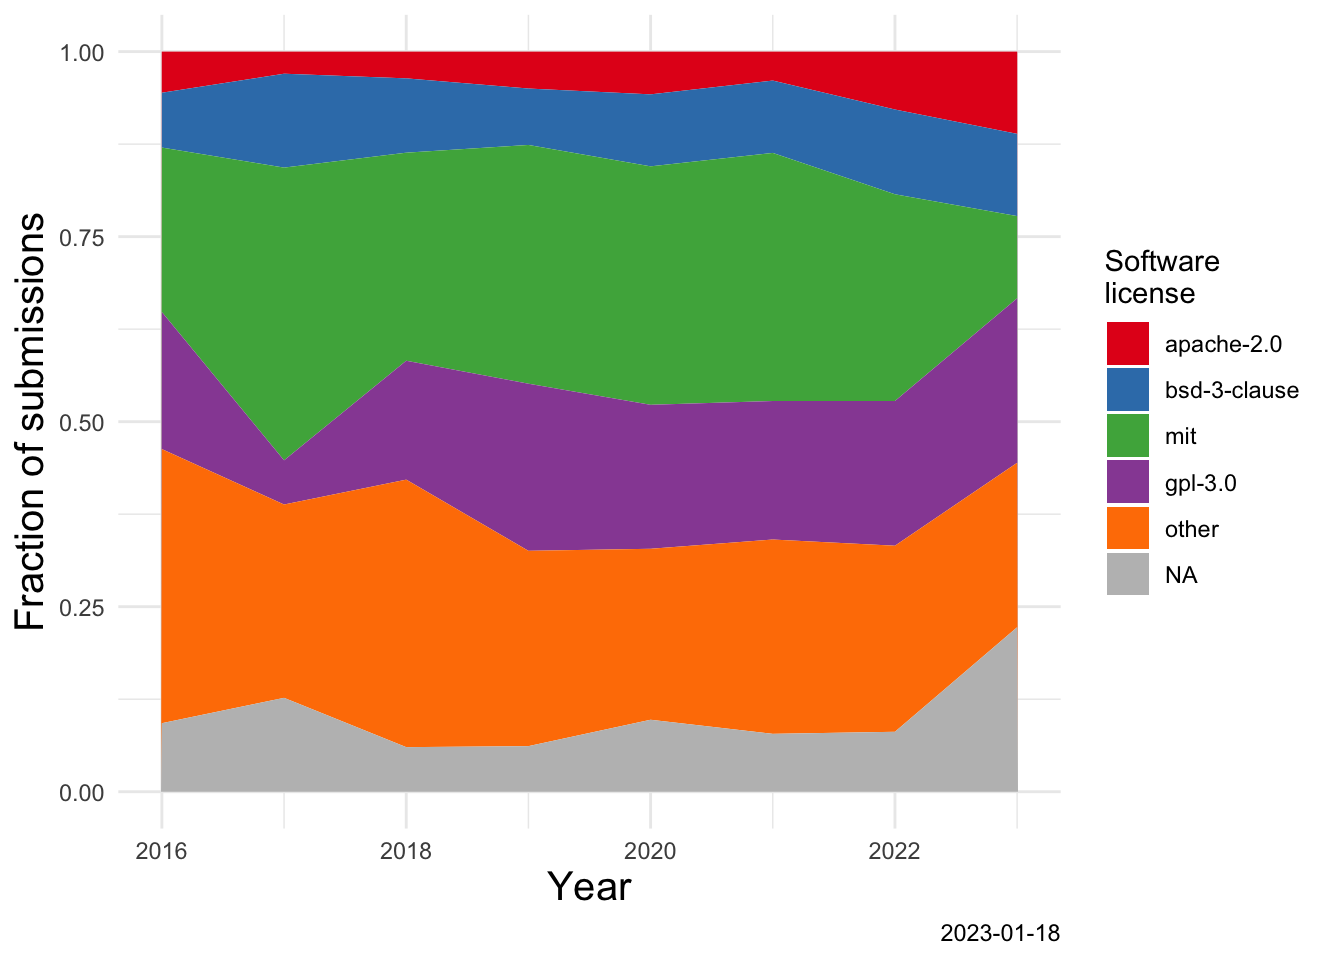 1.00
0.75
0.50
0.25
0.00
Fraction of submissions
2016
2018
2020
2022
Year
Software
license
apache-2.0
bsd-3-clause
mit
gpl-3.0
other
NA
2023-01-18